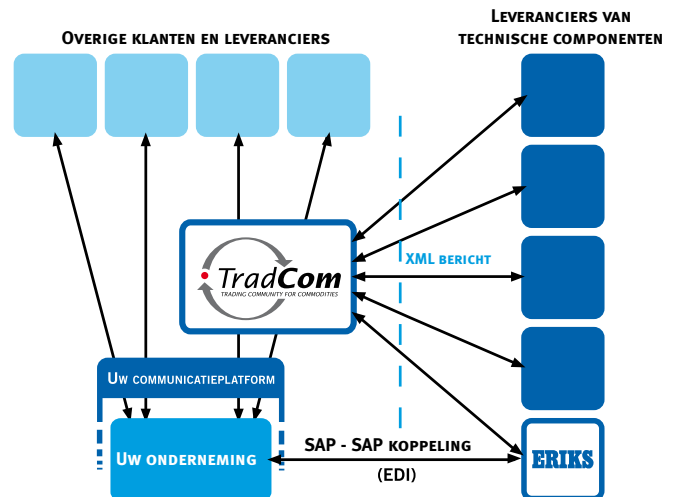 Leveranciers van
technische componenten
Overige klanten en leveranciers
TradCom
TRADING COMMUNITY FOR COMMODITIES
XML bericht
Uw communicatieplatform
Uw onderneming
SAP - SAP koppeling
(EDI)
ERIKS